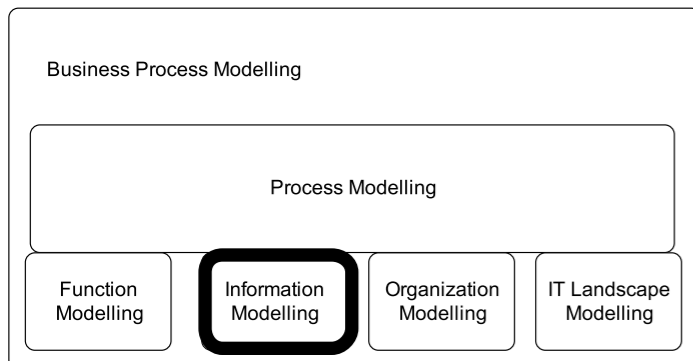 Business Process Modelling
Process Modelling
Function
Modelling
Information
Modelling
Organization
Modelling
IT Landscape
Modelling